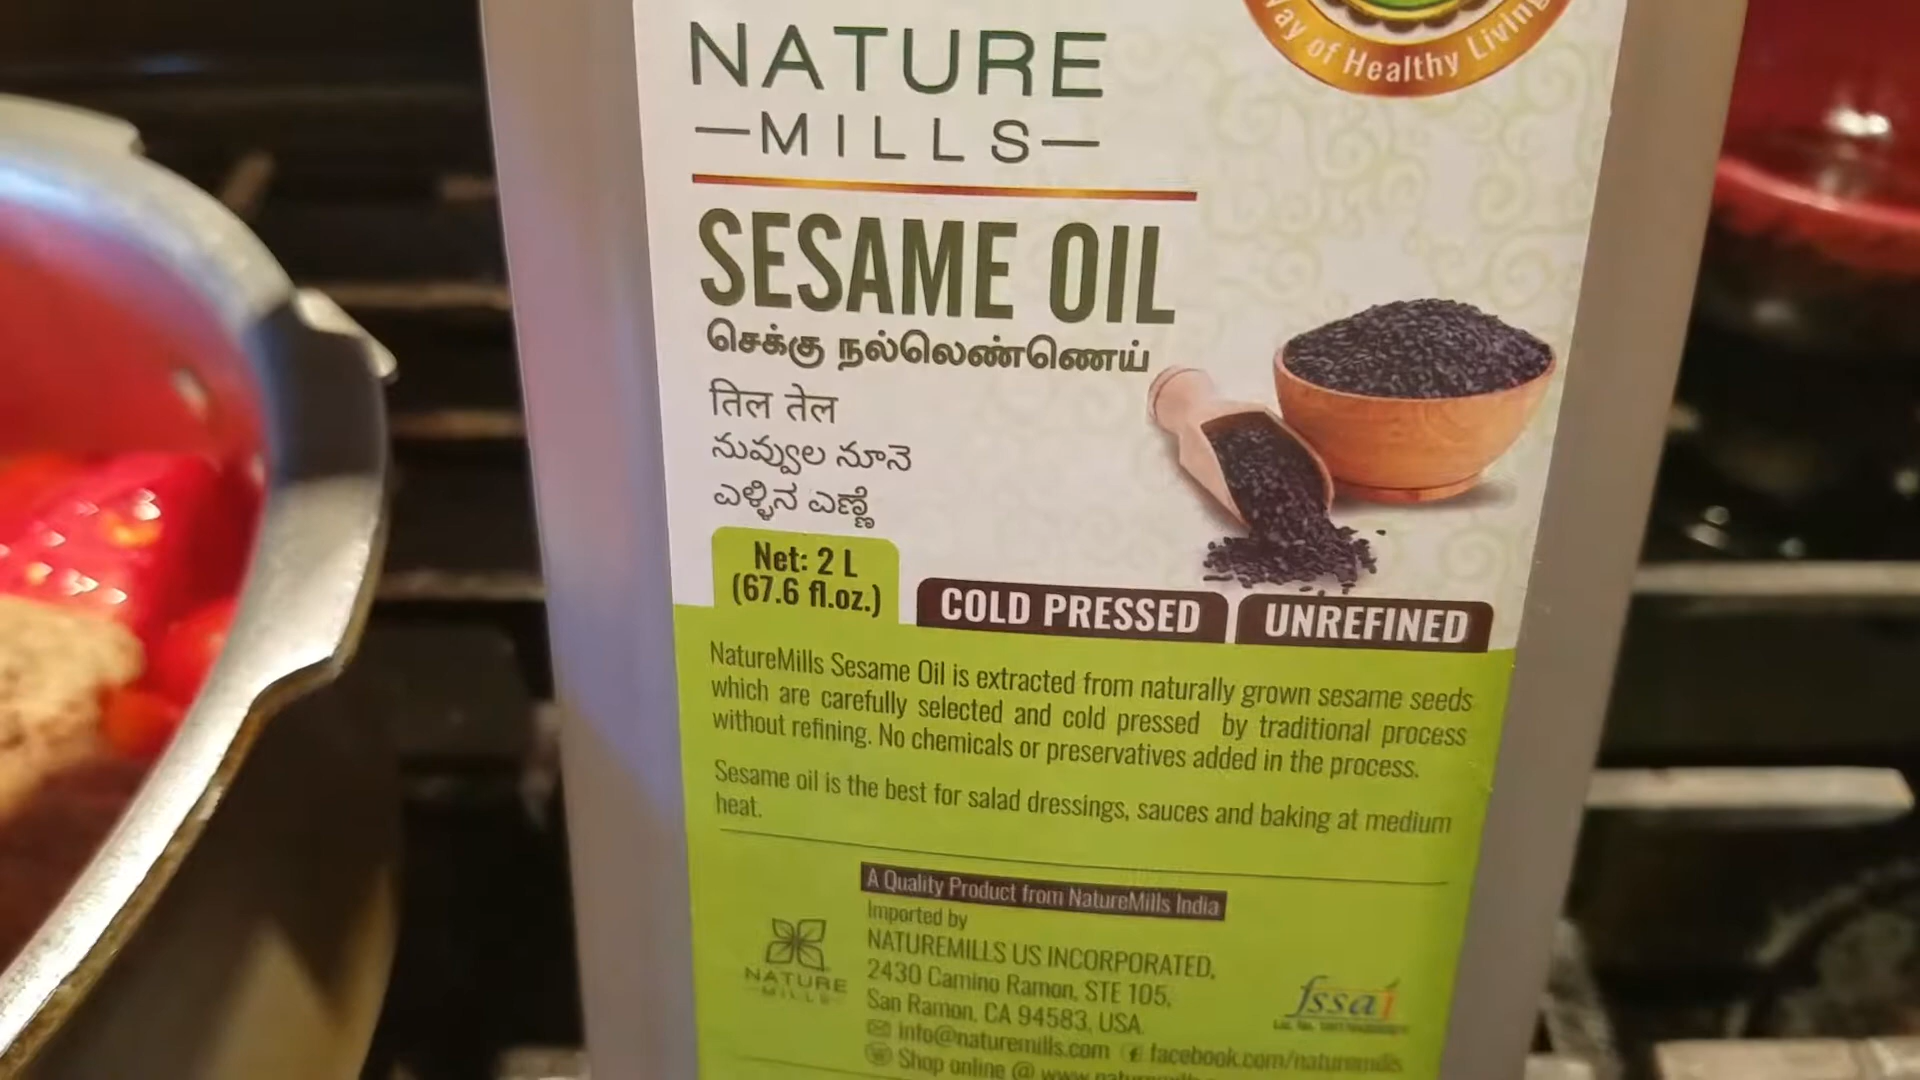 Way of Healthy Living
NATURE
—MILLS—
SESAME OIL
செக்கு நல்லெண்ணெய்
तिल तेल
నువ్వుల నూనె
ಎಳ್ಳಿನ ಎಣ್ಣೆ
Net: 2 L
(67.6 fl.oz.)
COLD PRESSED
UNREFINED
NatureMills Sesame Oil is extracted from naturally grown sesame seeds
which are carefully selected and cold pressed by traditional process
without refining. No chemicals or preservatives added in the process.
Sesame oil is the best for salad dressings, sauces and baking at medium
heat.
A Quality Product from NatureMills India
Imported by
NATUREMILLS US INCORPORATED,
2430 Camino Ramon, STE 105,
San Ramon, CA 94583, USA
info@naturemills.com facebook.com/naturemills
Shop online @ www.
NATURE
MILLS
fssai